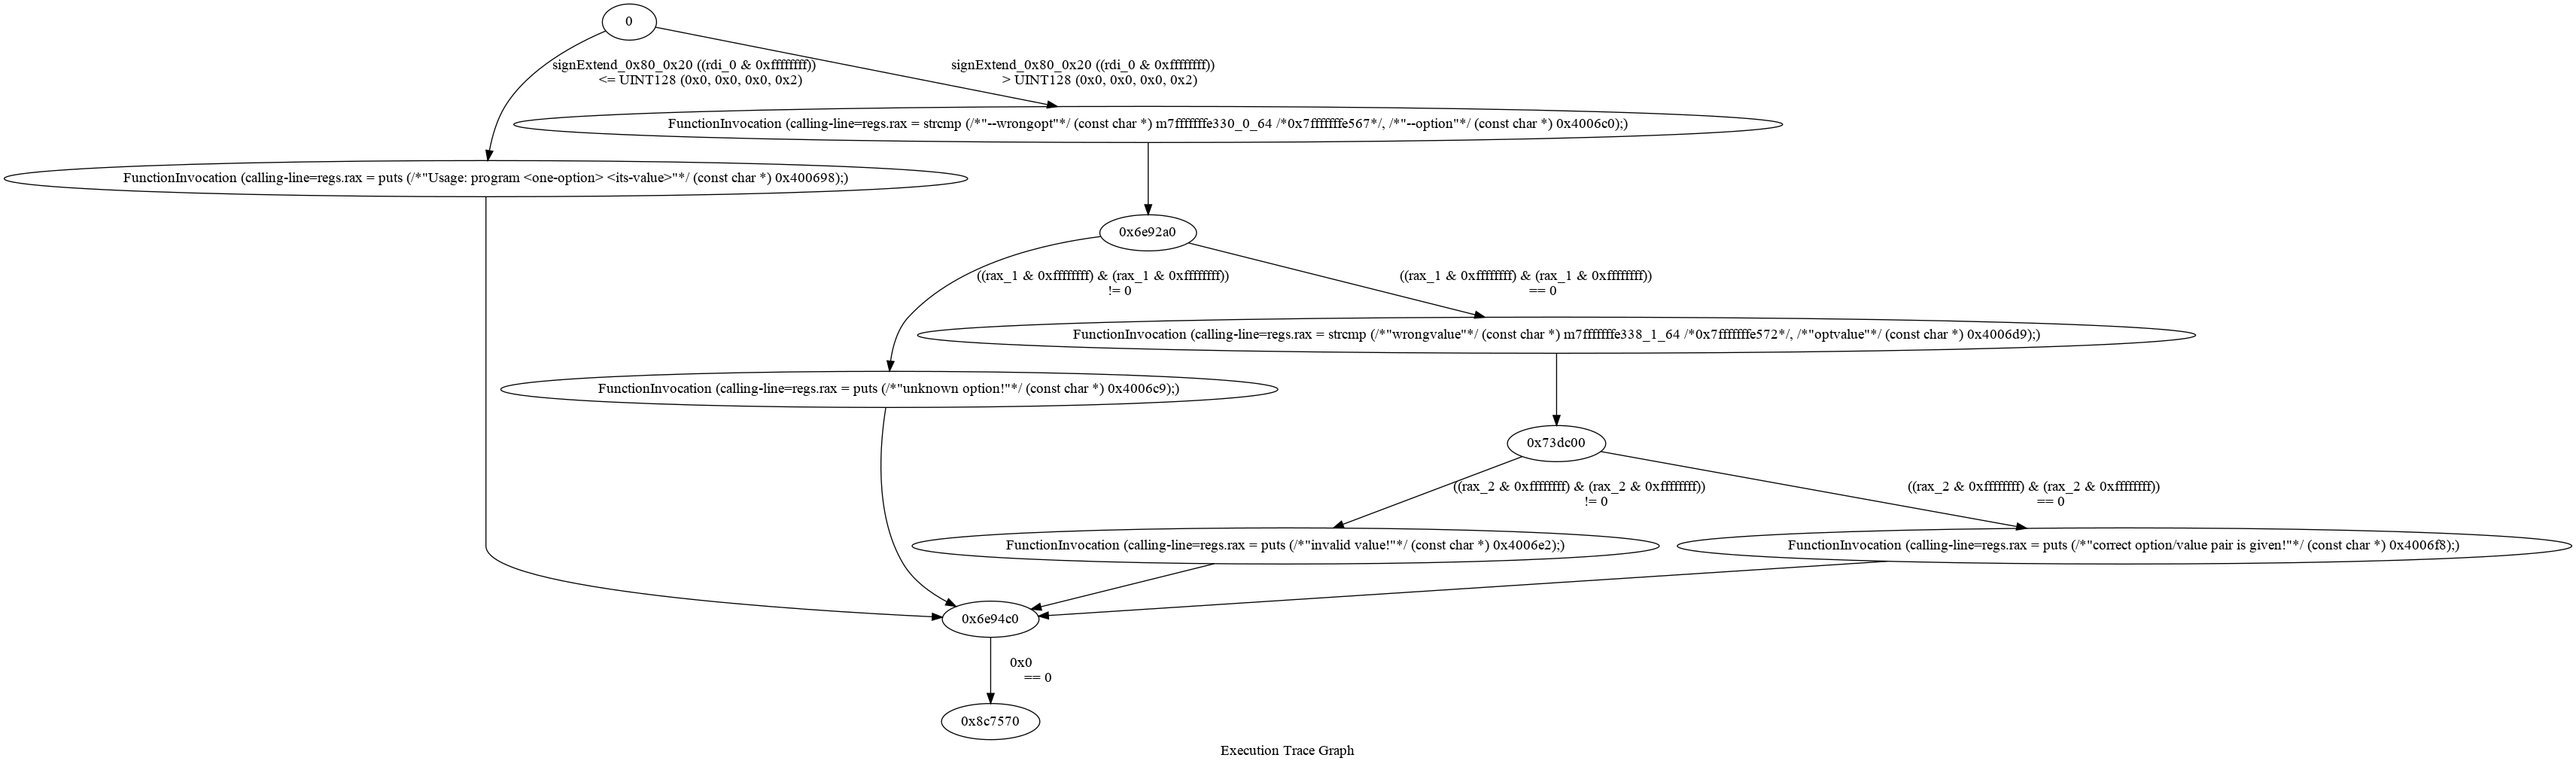 0
signExtend_0x80_0x20 ((rdi_0 & 0xffffffff))
<= UINT128 (0x0, 0x0, 0x0, 0x2)
signExtend_0x80_0x20 ((rdi_0 & 0xffffffff))
> UINT128 (0x0, 0x0, 0x0, 0x2)
FunctionInvocation (calling-line=regs.rax = strcmp (/*"--wrongopt"*/ (const char *) m7fffffffe330_0_64 /*0x7fffffffe567*/, /*"--option"*/ (const char *) 0x4006c0);)
FunctionInvocation (calling-line=regs.rax = puts (/*"Usage: program <one-option> <its-value>"*/ (const char *) 0x400698);)
0x6e92a0
((rax_1 & 0xffffffff) & (rax_1 & 0xffffffff))
!= 0
((rax_1 & 0xffffffff) & (rax_1 & 0xffffffff))
== 0
FunctionInvocation (calling-line=regs.rax = strcmp (/*"wrongvalue"*/ (const char *) m7fffffffe338_1_64 /*0x7fffffffe572*/, /*"optvalue"*/ (const char *) 0x4006d9);)
FunctionInvocation (calling-line=regs.rax = puts (/*"unknown option!"*/ (const char *) 0x4006c9);)
0x73dc00
((rax_2 & 0xffffffff) & (rax_2 & 0xffffffff))
!= 0
((rax_2 & 0xffffffff) & (rax_2 & 0xffffffff))
== 0
FunctionInvocation (calling-line=regs.rax = puts (/*"invalid value!"*/ (const char *) 0x4006e2);)
FunctionInvocation (calling-line=regs.rax = puts (/*"correct option/value pair is given!"*/ (const char *) 0x4006f8);)
0x6e94c0
0x0
== 0
0x8c7570
Execution Trace Graph